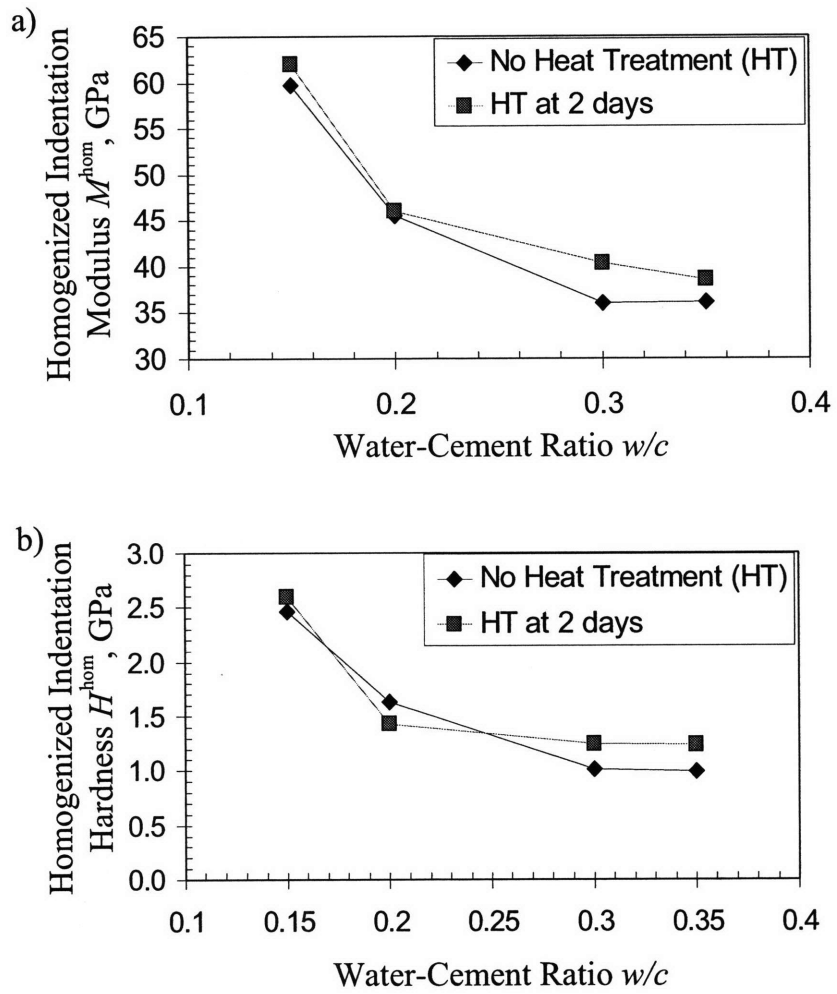 a)
Homogenized Indentation
Modulus M^hom, GPa
65
60
55
50
45
40
35
30
No Heat Treatment (HT)
HT at 2 days
0.1 0.2 0.3 0.4
Water-Cement Ratio w/c
b)
Homogenized Indentation
Hardness H^hom, GPa
3.0
2.5
2.0
1.5
1.0
0.5
0.0
No Heat Treatment (HT)
HT at 2 days
0.1 0.15 0.2 0.25 0.3 0.35 0.4
Water-Cement Ratio w/c